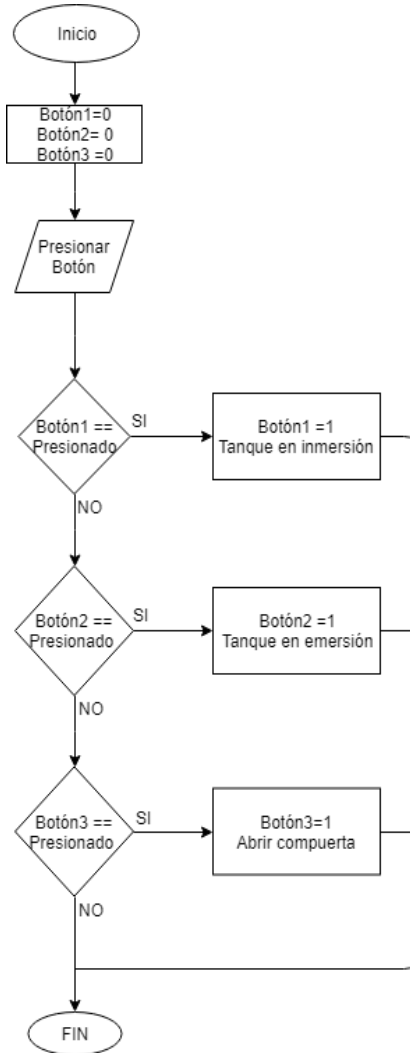 Inicio
Botón1=0
Botón2= 0
Botón3 =0
Presionar
Botón
Botón1 ==
Presionado
SI
Botón1 =1
Tanque en inmersión
NO
Botón2 ==
Presionado
SI
Botón2 =1
Tanque en emersión
NO
Botón3 ==
Presionado
SI
Botón3=1
Abrir compuerta
NO
FIN